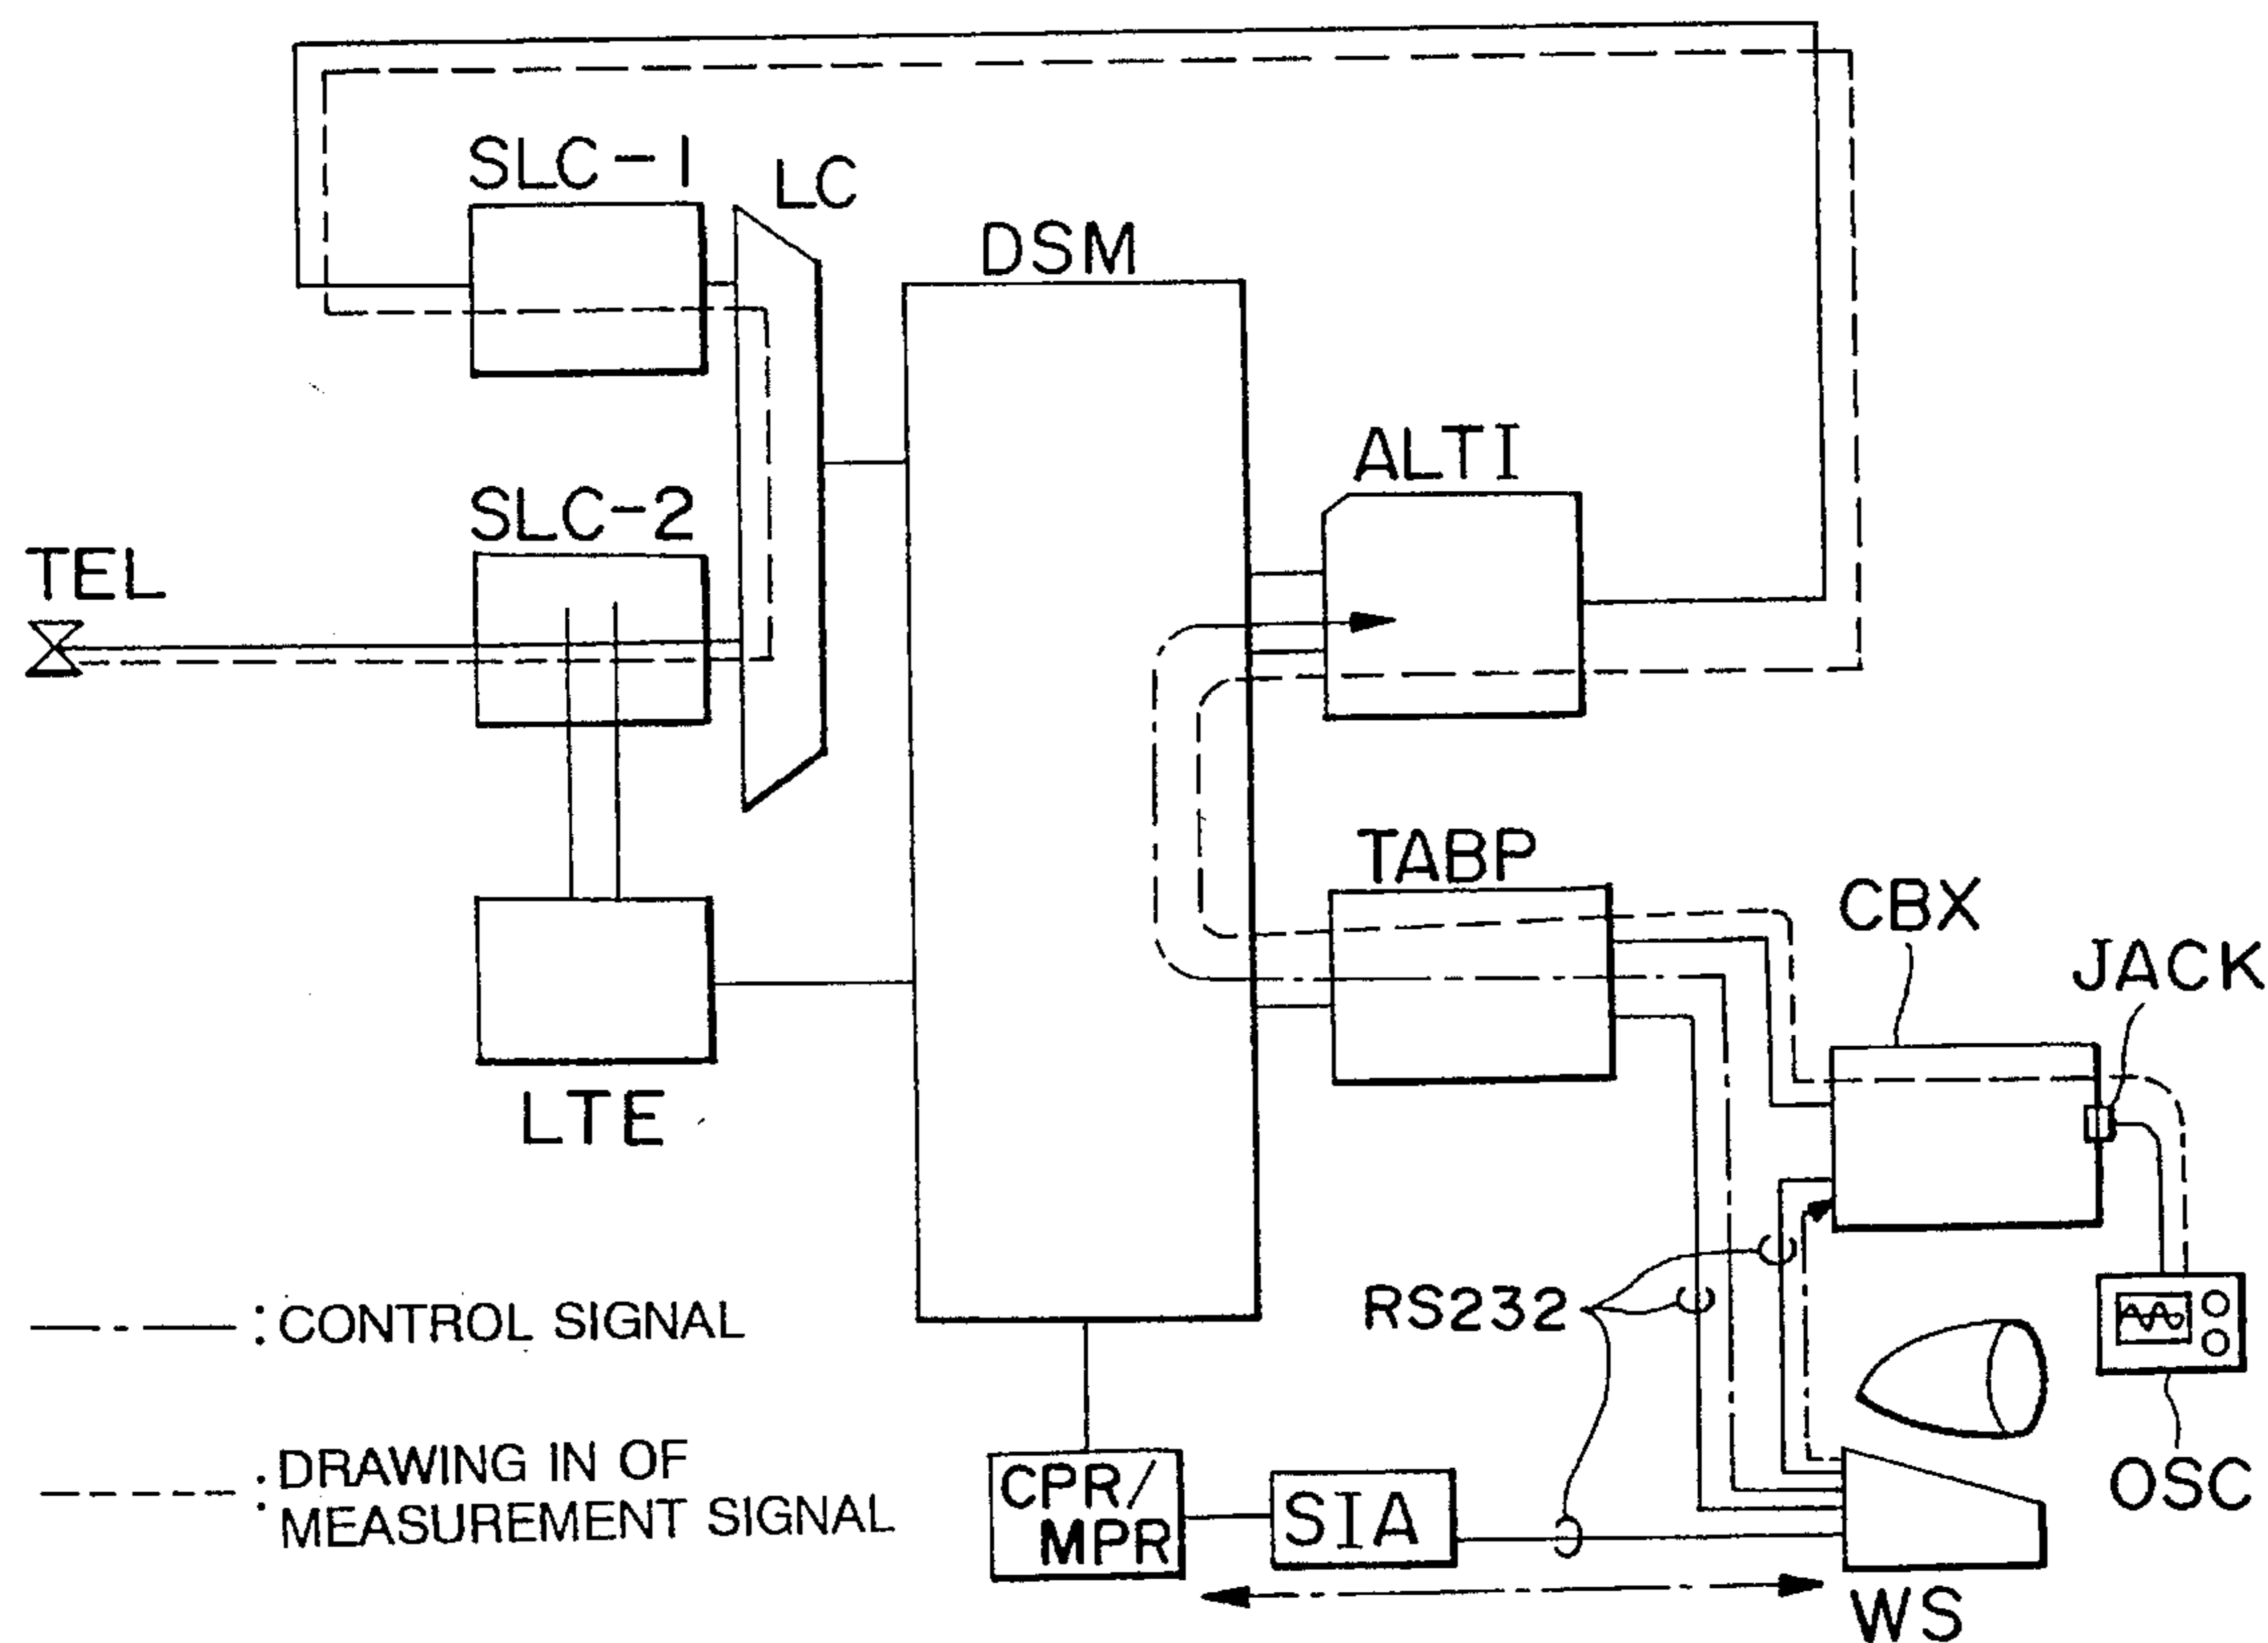 SLC-1
LC
DSM
SLC-2
ALTI
TEL
TABP
CBX
JACK
LTE
RS232
: CONTROL SIGNAL
: DRAWING IN OF
MEASUREMENT SIGNAL
CPR/
MPR
SIA
OSC
WS